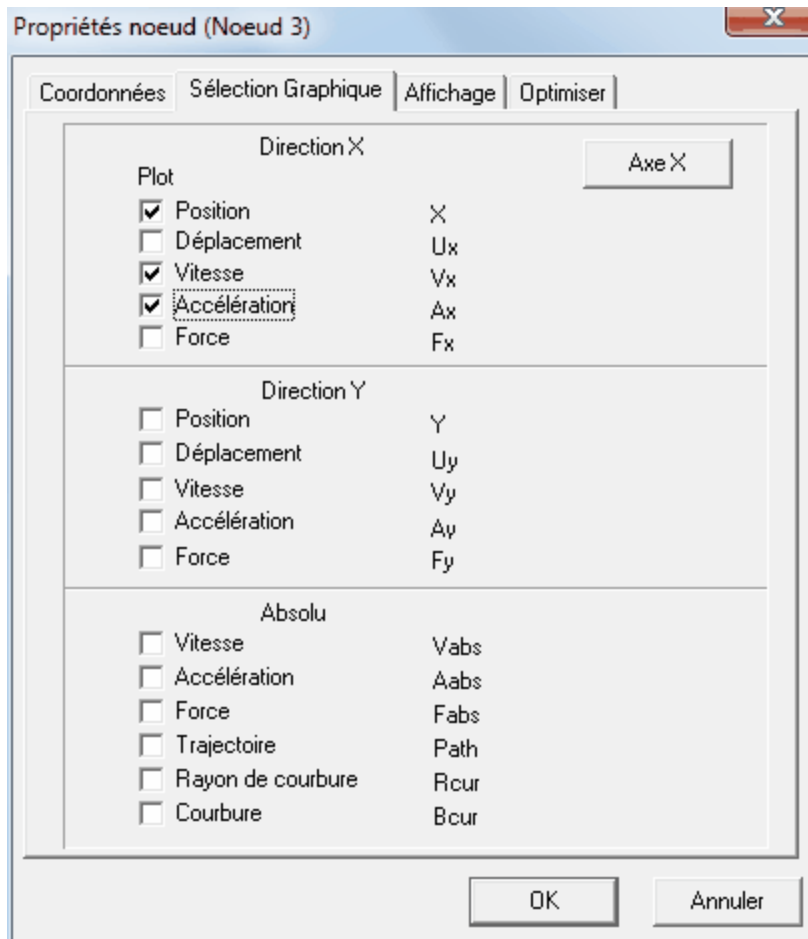 Propriétés noeud (Noeud 3)
Coordonnées Sélection Graphique Affichage Optimiser
Direction X
Axe X
Plot
Position X
Déplacement Ux
Vitesse Vx
Accélération Ax
Force Fx
Direction Y
Position Y
Déplacement Uy
Vitesse Vy
Accélération Ay
Force Fy
Absolu
Vitesse Vabs
Accélération Aabs
Force Fabs
Trajectoire Path
Rayon de courbure Rcur
Courbure Bcur
OK Annuler